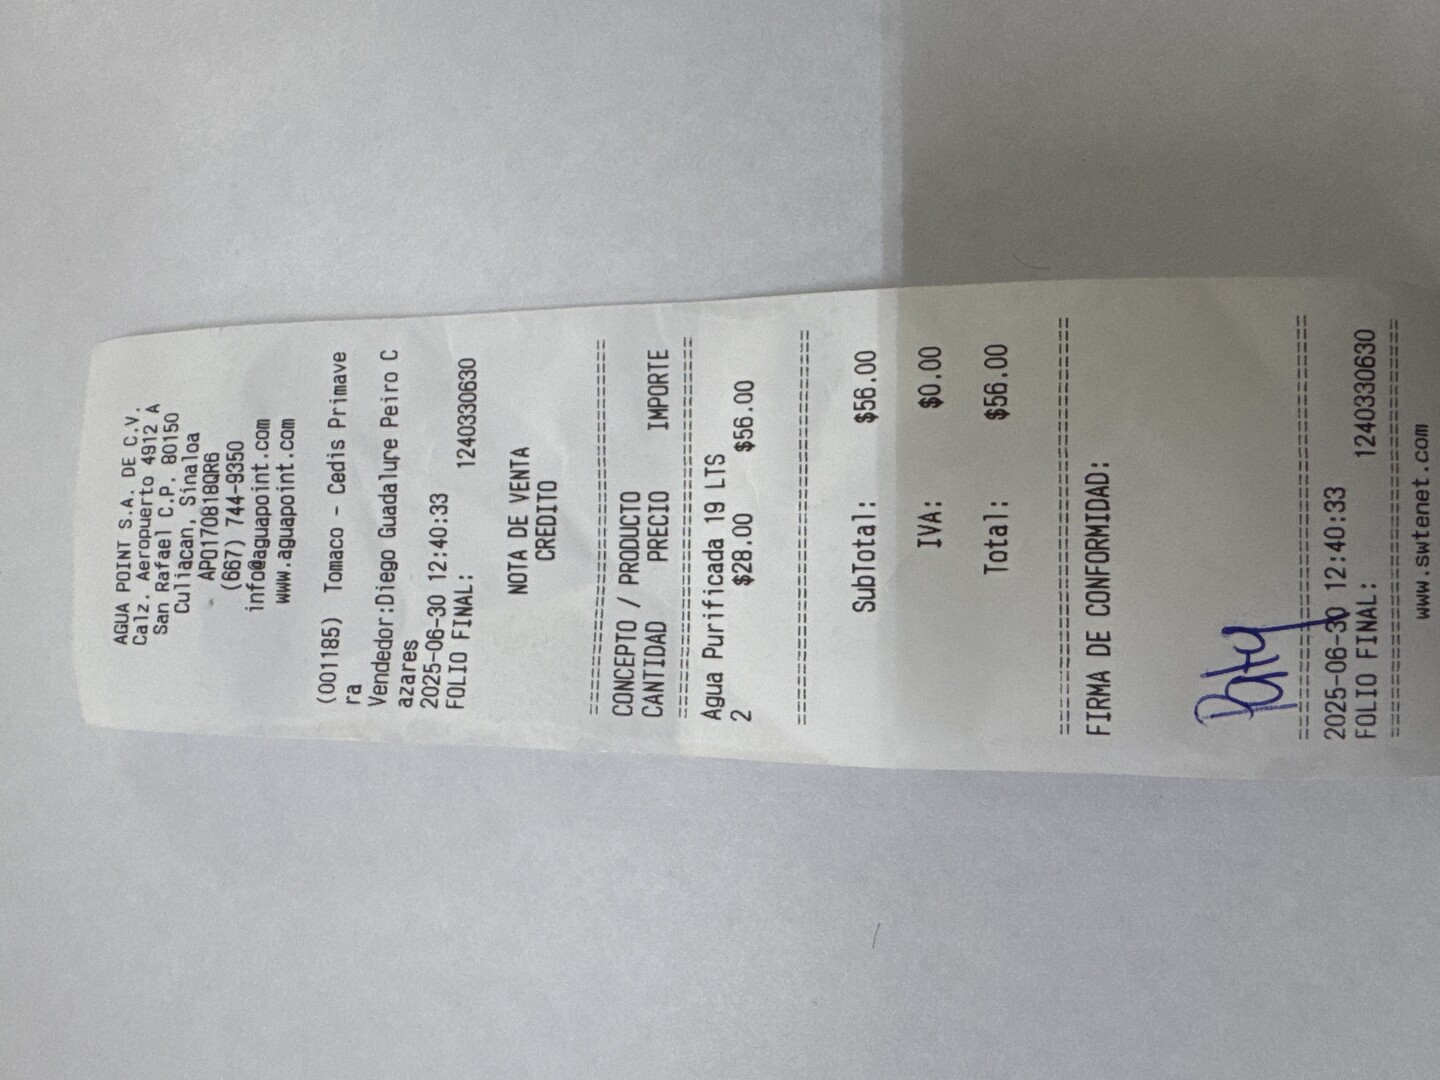 AGUA POINT S.A. DE C.V.
Calz. Aeropuerto 4912 A
San Rafael C.P. 80150
Culiacan, Sinaloa
APO170818QR6
(667) 744-9350
info@aguapoint.com
www.aguapoint.com
(001185) Tomaco - Cedis Primave
ra
Vendedor:Diego Guadalupe Peiro C
azares
2025-06-30 12:40:33
FOLIO FINAL: 1240330630
NOTA DE VENTA
CREDITO
================================
CONCEPTO / PRODUCTO
CANTIDAD PRECIO IMPORTE
================================
Agua Purificada 19 LTS
2 $28.00 $56.00
================================
SubTotal: $56.00
IVA: $0.00
Total: $56.00
================================
FIRMA DE CONFORMIDAD:
Paty
================================
2025-06-30 12:40:33
FOLIO FINAL: 1240330630
================================
www.swtenet.com